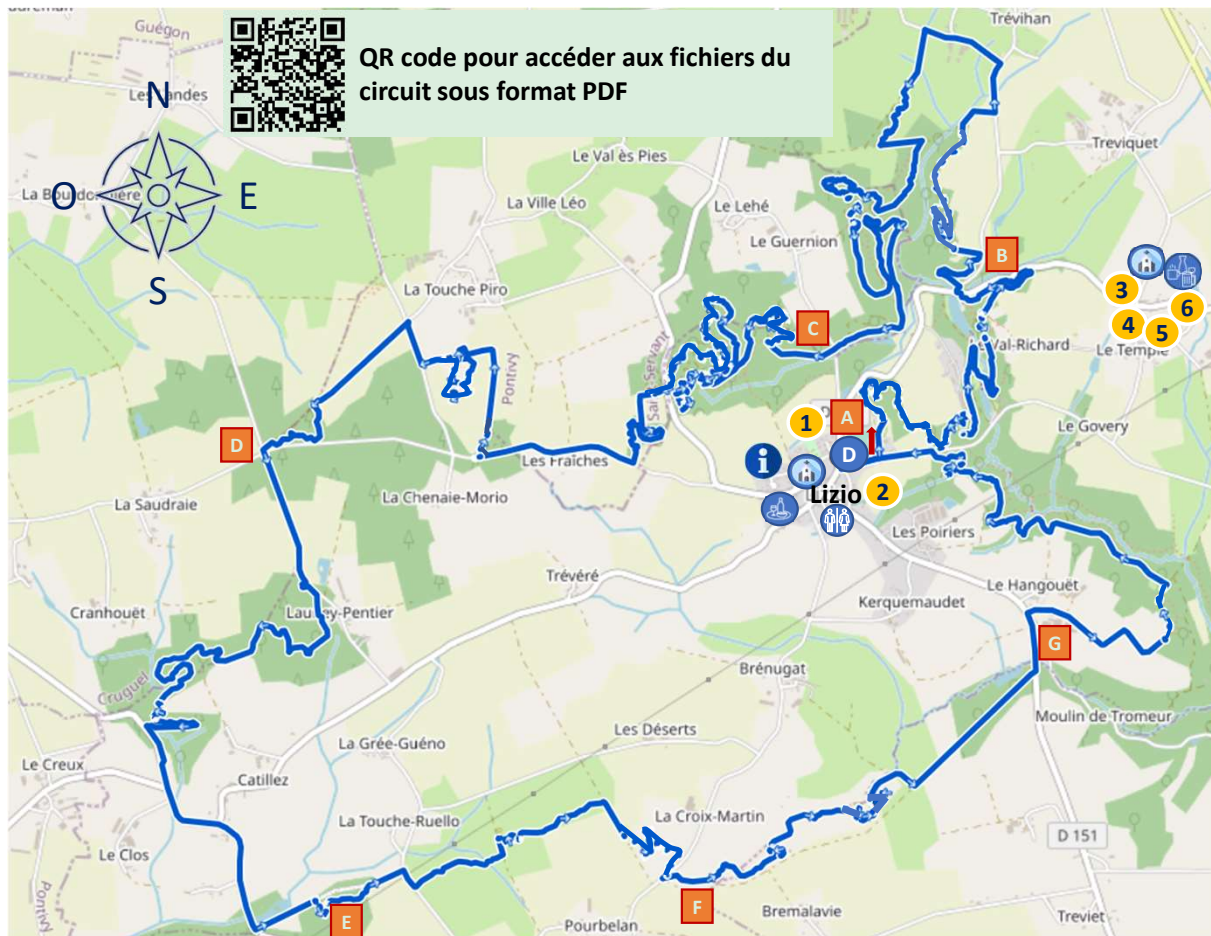 Guégon
QR code pour accéder aux fichiers du
circuit sous format PDF
Trévihan
N
O
E
S
Treviquet
Le Val ès Pies
La Ville Léo
Le Lehé
Le Guernion
La Touche Piro
B
3
6
4
5
Le Temple
C
Val-Richard
Pontivy
A
1
D
D
Le Govery
Les Fraîches
i
Lizio
2
La Chenaie-Morio
La Saudraie
Les Poiriers
Trévéré
Le Hangouët
Kerquemaudet
Cranhouët
G
Brénugat
Cruguel
Moulin de Tromeur
Les Déserts
La Grée-Guéno
Le Creux
Catillez
La Croix-Martin
La Touche-Ruello
D 151
Le Clos
Pontivy
F
E
Bremalavie
Pourbelan
Treviet